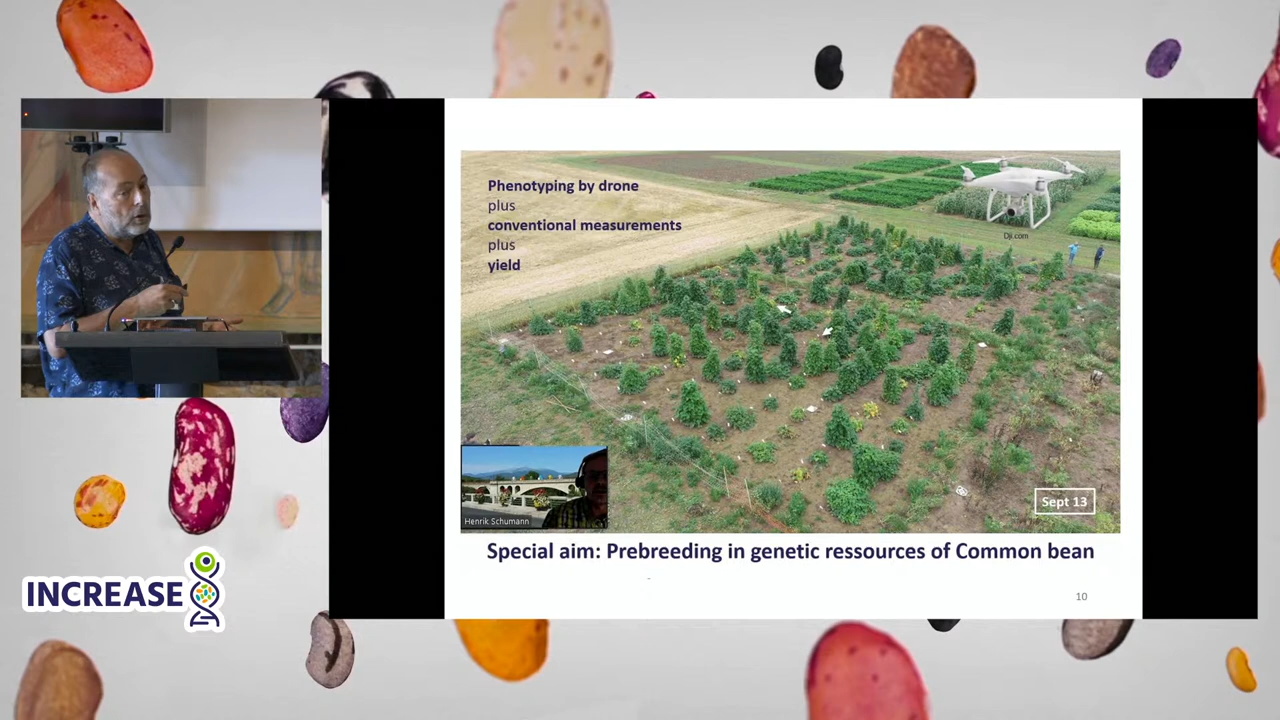 Phenotyping by drone
plus
conventional measurements
plus
yield
Dji.com
Henrik Schumann
Sept 13
Special aim: Prebreeding in genetic ressources of Common bean
10
INCREASE